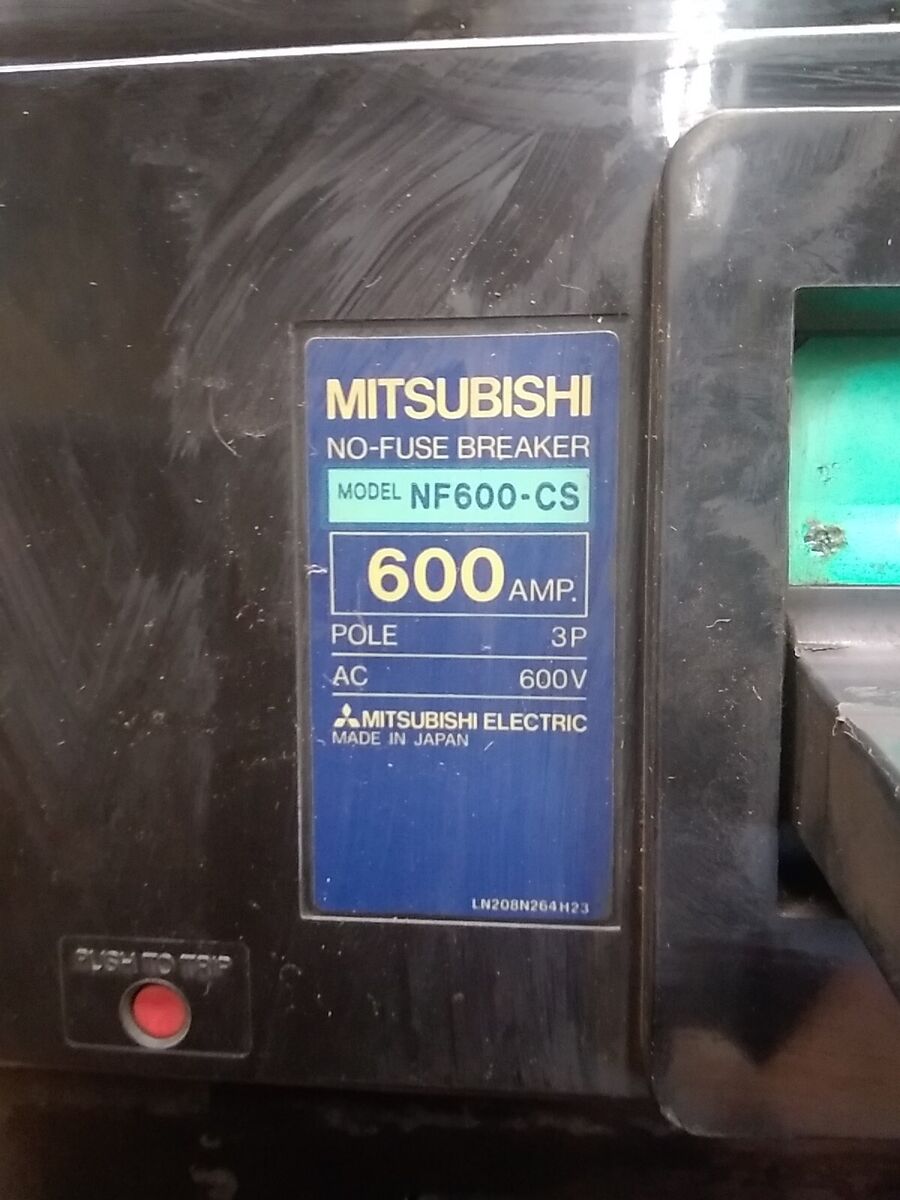 MITSUBISHI
NO-FUSE BREAKER
MODEL NF600-CS
600 AMP.
POLE 3P
AC 600V
MITSUBISHI ELECTRIC
MADE IN JAPAN
LN208N264H23
PUSH TO TRIP